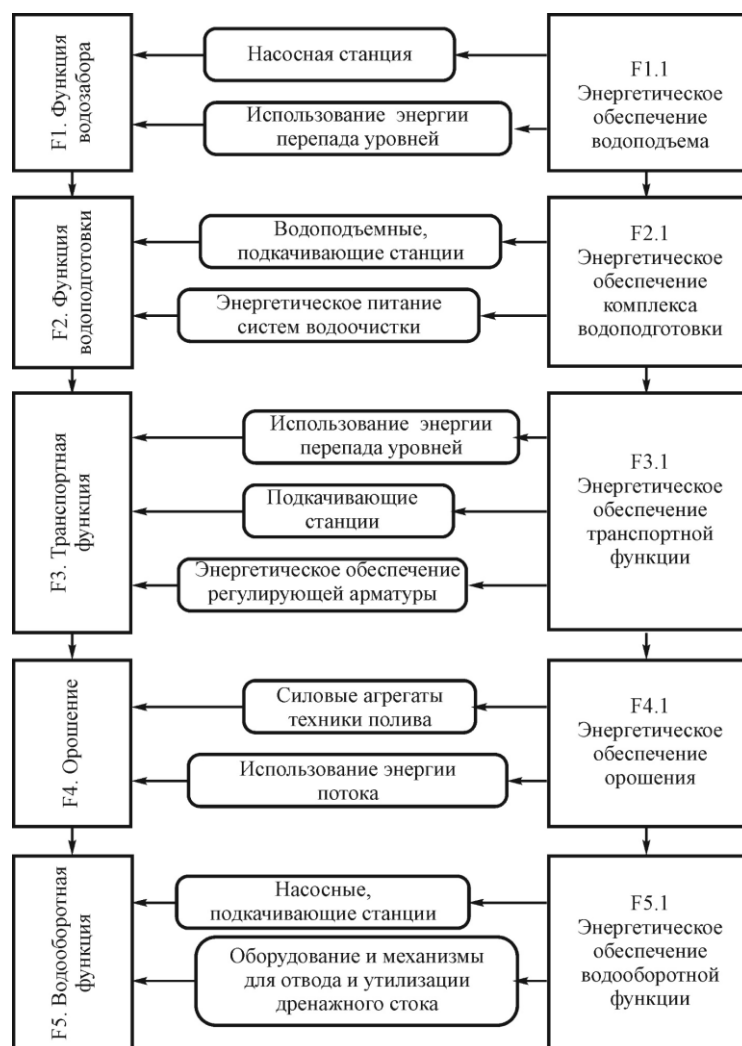 F1. Функция
водозабора
Насосная станция
Использование энергии
перепада уровней
F1.1
Энергетическое
обеспечение
водоподъема
F2. Функция
водоподготовки
Водоподъемные,
подкачивающие станции
Энергетическое питание
систем водоочистки
F2.1
Энергетическое
обеспечение
комплекса
водоподготовки
F3. Транспортная
функция
Использование энергии
перепада уровней
Подкачивающие
станции
Энергетическое обеспечение
регулирующей арматуры
F3.1
Энергетическое
обеспечение
транспортной
функции
F4. Орошение
Силовые агрегаты
техники полива
Использование энергии
потока
F4.1
Энергетическое
обеспечение
орошения
F5. Водооборотная
функция
Насосные,
подкачивающие станции
Оборудование и механизмы
для отвода и утилизации
дренажного стока
F5.1
Энергетическое
обеспечение
водооборотной
функции